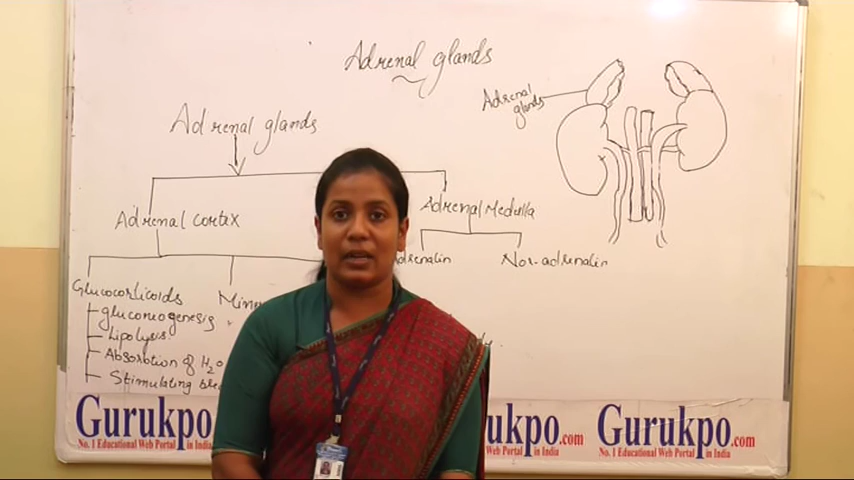 Adrenal glands
Adrenal
glands
Adrenal glands
Adrenal cortex
Adrenal Medulla
Adrenalin
Nor-adrenalin
Glucocorticoids
gluconeogenesis
Lipolysis.
Absorption of H2O
Stimulating
Gurukpo
No. 1 Educational Web Portal in India
ukpo.com
Web Portal in India
Gurukpo.com
No. 1 Educational Web Portal in India